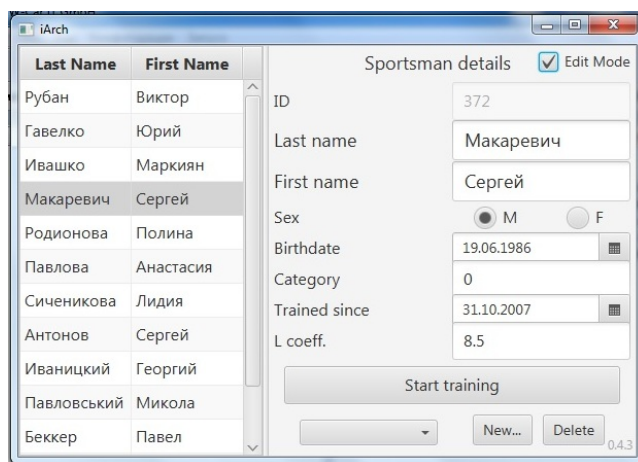 iArch
Last Name First Name
Рубан Виктор
Гавелко Юрий
Ивашко Маркиян
Макаревич Сергей
Родионова Полина
Павлова Анастасия
Сиченикова Лидия
Антонов Сергей
Иваницкий Георгий
Павловський Микола
Беккер Павел
Sportsman details Edit Mode
ID 372
Last name Макаревич
First name Сергей
Sex M F
Birthdate 19.06.1986
Category 0
Trained since 31.10.2007
L coeff. 8.5
Start training
New... Delete
0.4.3